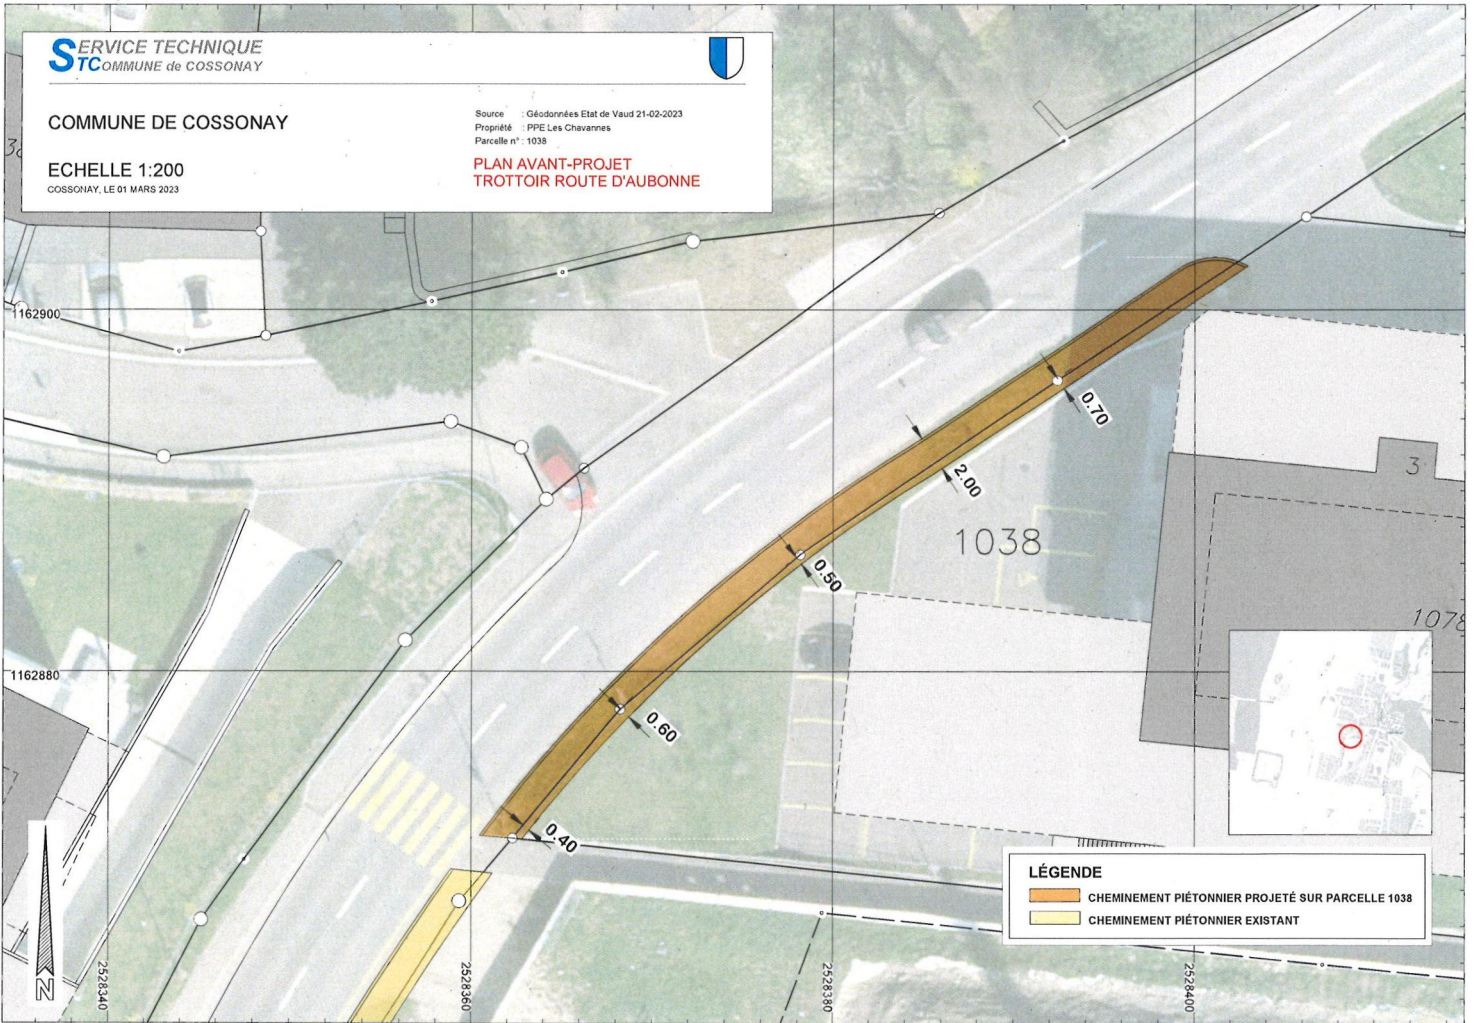 SERVICE TECHNIQUE
STCOMMUNE de COSSONAY
COMMUNE DE COSSONAY
ECHELLE 1:200
COSSONAY, LE 01 MARS 2023
Source : Géodonnées Etat de Vaud 21-02-2023
Propriété : PPE Les Chavannes
Parcelle n° : 1038
PLAN AVANT-PROJET
TROTTOIR ROUTE D'AUBONNE
1162900
0.70
2.00
3
1038
0.50
1078
1162880
0.60
0.40
LÉGENDE
CHEMINEMENT PIÉTONNIER PROJETÉ SUR PARCELLE 1038
CHEMINEMENT PIÉTONNIER EXISTANT
2528340
2528360
2528380
2528400
N